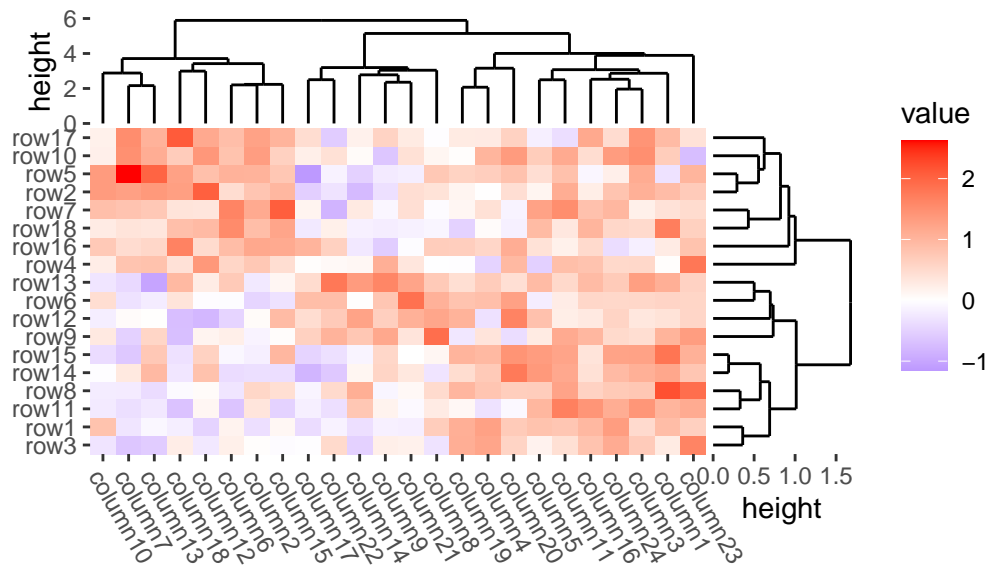 6
4
2
0
height
value
2
1
0
−1
row17
row10
row5
row2
row7
row18
row16
row4
row13
row6
row12
row9
row15
row14
row8
row11
row1
row3
0.0 0.5 1.0 1.5
height
column10
column7
column13
column18
column12
column6
column2
column15
column17
column22
column14
column9
column21
column8
column19
column4
column20
column5
column11
column16
column24
column3
column1
column23